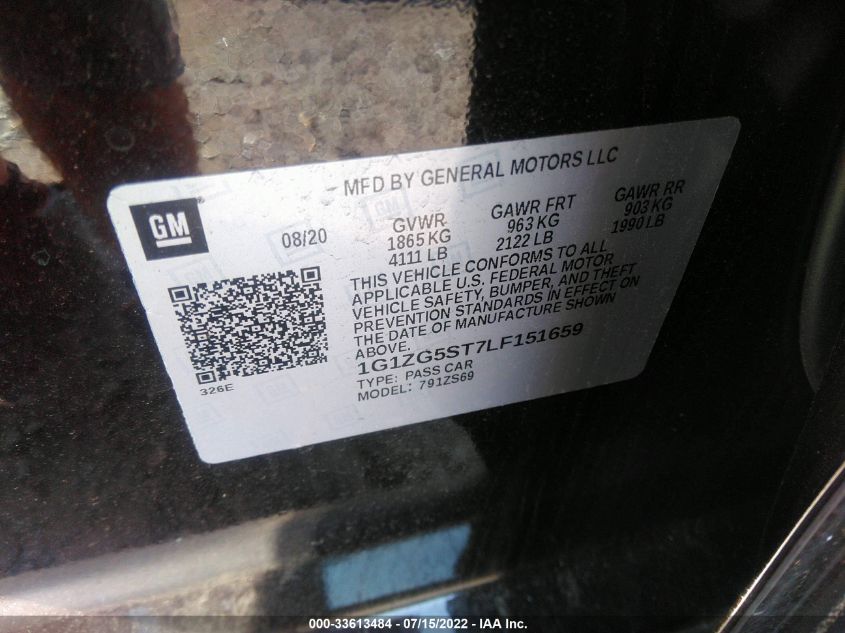 MFD BY GENERAL MOTORS LLC
GM
08/20
GVWR
1865 KG
4111 LB
GAWR FRT
963 KG
2122 LB
GAWR RR
903 KG
1990 LB
THIS VEHICLE CONFORMS TO ALL
APPLICABLE U.S. FEDERAL MOTOR
VEHICLE SAFETY, BUMPER, AND THEFT
PREVENTION STANDARDS IN EFFECT ON
THE DATE OF MANUFACTURE SHOWN
ABOVE.
1G1ZG5ST7LF151659
TYPE: PASS CAR
MODEL: 791ZS69
326E
000-33613484 - 07/15/2022 - IAA Inc.